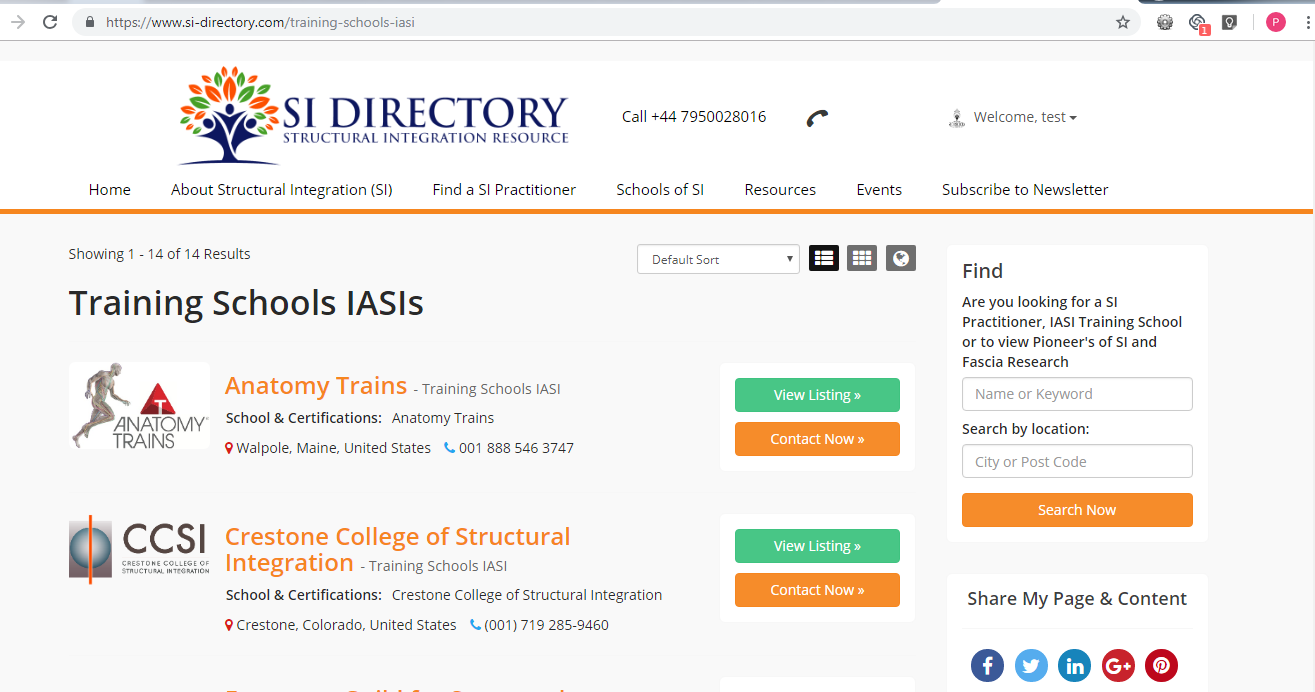 https://www.si-directory.com/training-schools-iasi
1
P
SI DIRECTORY
STRUCTURAL INTEGRATION RESOURCE
Call +44 7950028016
Welcome, test
Home About Structural Integration (SI) Find a SI Practitioner Schools of SI Resources Events Subscribe to Newsletter
Showing 1 - 14 of 14 Results
Default Sort
Training Schools IASIs
ANATOMY
TRAINS
Anatomy Trains - Training Schools IASI
School & Certifications: Anatomy Trains
Walpole, Maine, United States 001 888 546 3747
View Listing »
Contact Now »
CCSI
CRESTONE COLLEGE OF
STRUCTURAL INTEGRATION
Crestone College of Structural
Integration - Training Schools IASI
School & Certifications: Crestone College of Structural Integration
Crestone, Colorado, United States (001) 719 285-9460
View Listing »
Contact Now »
Find
Are you looking for a SI
Practitioner, IASI Training School
or to view Pioneer's of SI and
Fascia Research
Name or Keyword
Search by location:
City or Post Code
Search Now
Share My Page & Content